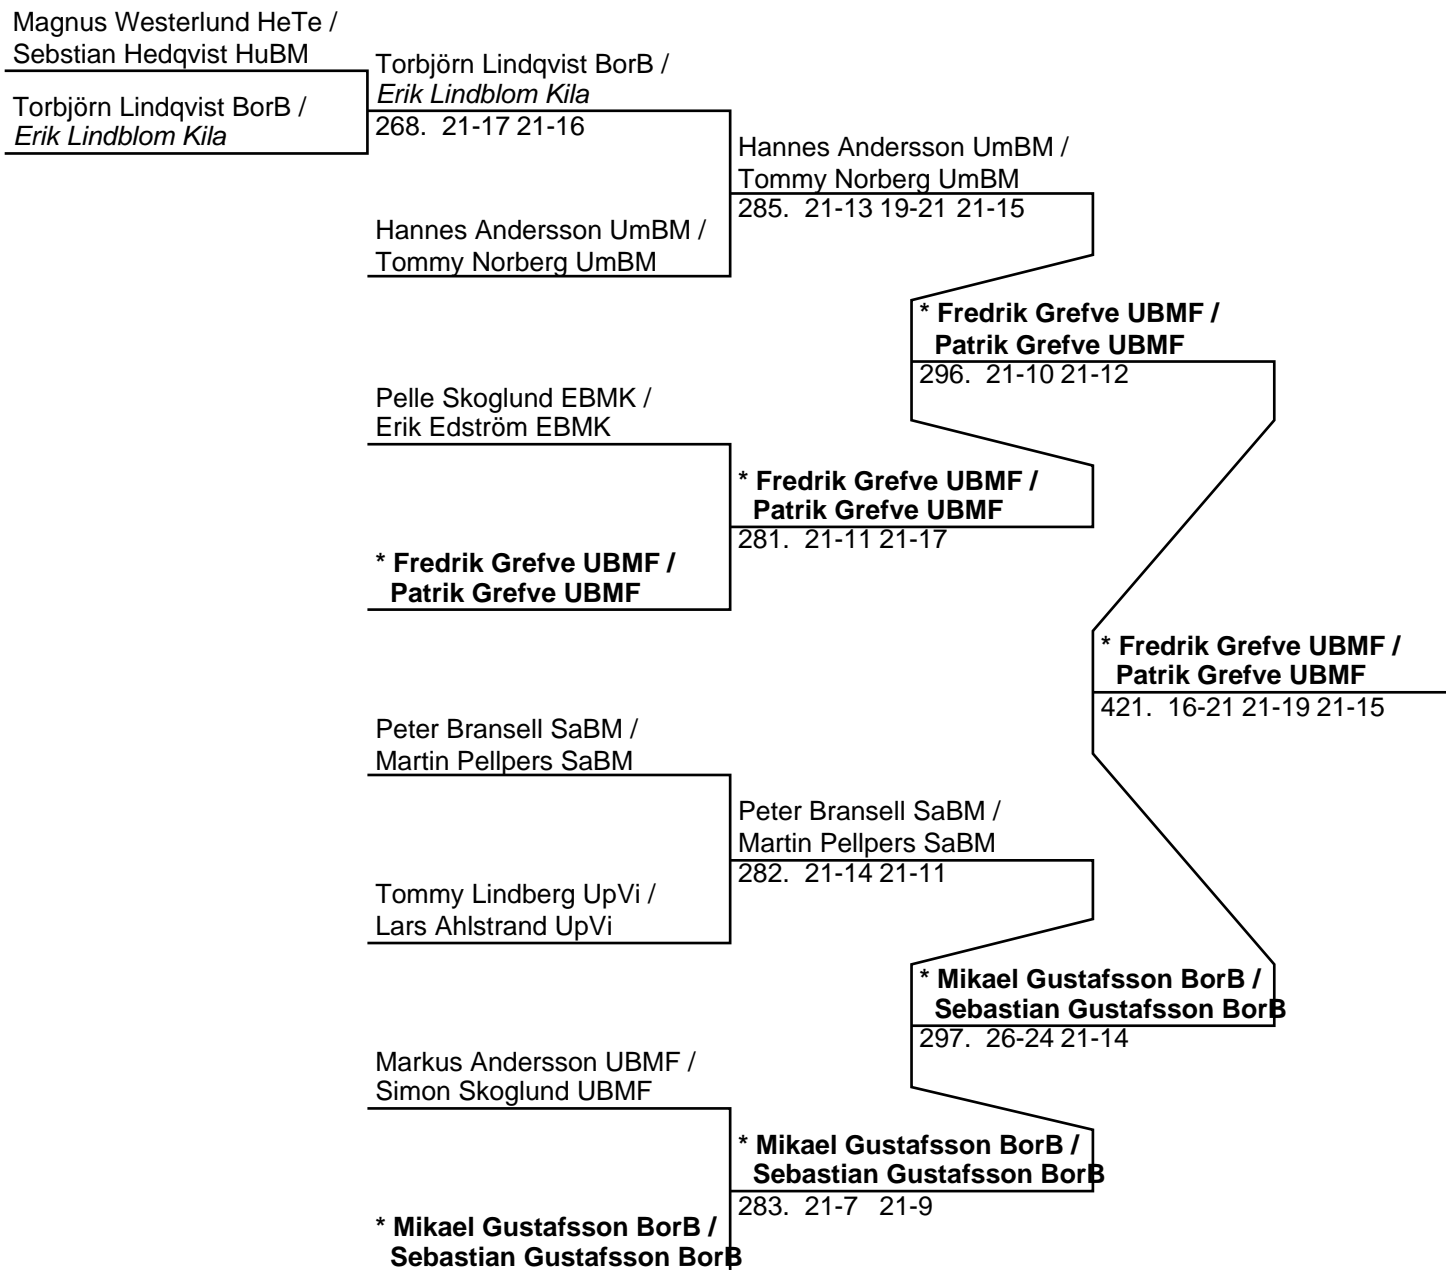 Magnus Westerlund HeTe /
Sebstian Hedqvist HuBM
Torbjörn Lindqvist BorB /
Erik Lindblom Kila
Torbjörn Lindqvist BorB /
Erik Lindblom Kila
268. 21-17 21-16
Hannes Andersson UmBM /
Tommy Norberg UmBM
Hannes Andersson UmBM /
Tommy Norberg UmBM
285. 21-13 19-21 21-15
Pelle Skoglund EBMK /
Erik Edström EBMK
* Fredrik Grefve UBMF /
Patrik Grefve UBMF
* Fredrik Grefve UBMF /
Patrik Grefve UBMF
281. 21-11 21-17
* Fredrik Grefve UBMF /
Patrik Grefve UBMF
296. 21-10 21-12
Peter Bransell SaBM /
Martin Pellpers SaBM
Tommy Lindberg UpVi /
Lars Ahlstrand UpVi
Peter Bransell SaBM /
Martin Pellpers SaBM
282. 21-14 21-11
Markus Andersson UBMF /
Simon Skoglund UBMF
* Mikael Gustafsson BorB /
Sebastian Gustafsson BorB
* Mikael Gustafsson BorB /
Sebastian Gustafsson BorB
283. 21-7 21-9
* Mikael Gustafsson BorB /
Sebastian Gustafsson BorB
297. 26-24 21-14
* Fredrik Grefve UBMF /
Patrik Grefve UBMF
421. 16-21 21-19 21-15